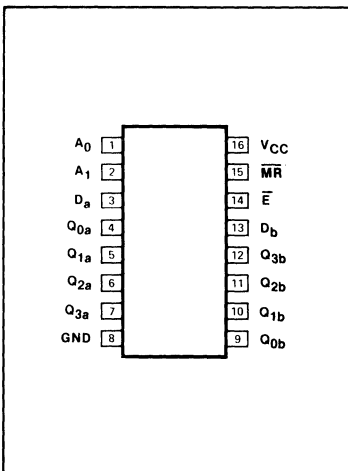 A0 1 16 VCC
A1 2 15 MR
Da 3 14 E
Q0a 4 13 Db
Q1a 5 12 Q3b
Q2a 6 11 Q2b
Q3a 7 10 Q1b
GND 8 9 Q0b